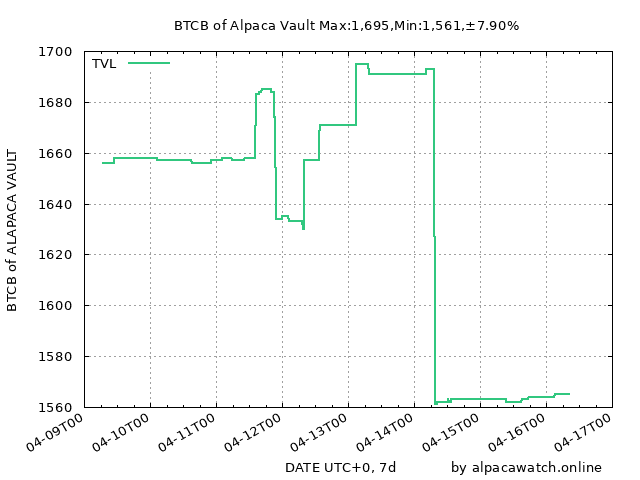 BTCB of Alpaca Vault Max:1,695,Min:1,561,±7.90%
TVL
1700
1680
1660
1640
1620
1600
1580
1560
BTCB of ALAPACA VAULT
04-09T00
04-10T00
04-11T00
04-12T00
04-13T00
04-14T00
04-15T00
04-16T00
04-17T00
DATE UTC+0, 7d
by alpacawatch.online